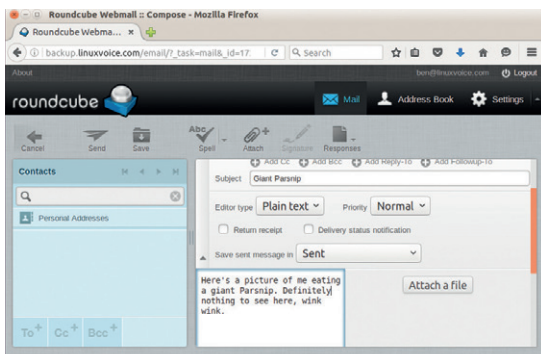 Roundcube Webmail :: Compose - Mozilla Firefox
Roundcube Webma...
backup.linuxvoice.com/email/?_task=mail&_id=17:
Search
About
ben@linuxvoice.com Logout
roundcube
Mail Address Book Settings
Cancel Send Save Abc Spell Attach Signature Responses
Contacts
Add Cc Add Bcc Add Reply-To Add Followup-To
Subject Giant Parsnip
Editor type Plain text Priority Normal
Personal Addresses
Return receipt Delivery status notification
Save sent message in Sent
Here's a picture of me eating
a giant Parsnip. Definitely
nothing to see here, wink
wink.
Attach a file
To+ Cc+ Bcc+